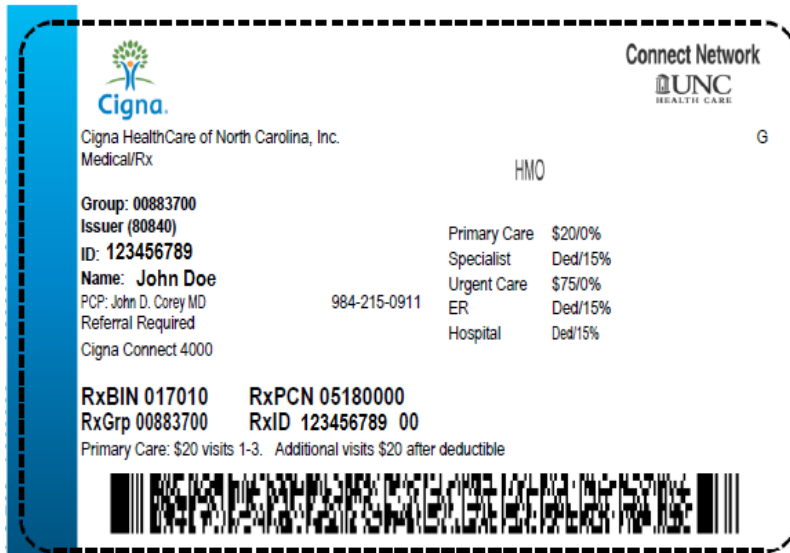 Connect Network
UNC
HEALTH CARE
Cigna.
Cigna HealthCare of North Carolina, Inc.
G
Medical/Rx
HMO
Group: 00883700
Issuer (80840)
ID: 123456789
Name: John Doe
PCP: John D. Corey MD 984-215-0911
Referral Required
Cigna Connect 4000
Primary Care $20/0%
Specialist Ded/15%
Urgent Care $75/0%
ER Ded/15%
Hospital Ded/15%
RxBIN 017010 RxPCN 05180000
RxGrp 00883700 RxID 123456789 00
Primary Care: $20 visits 1-3. Additional visits $20 after deductible